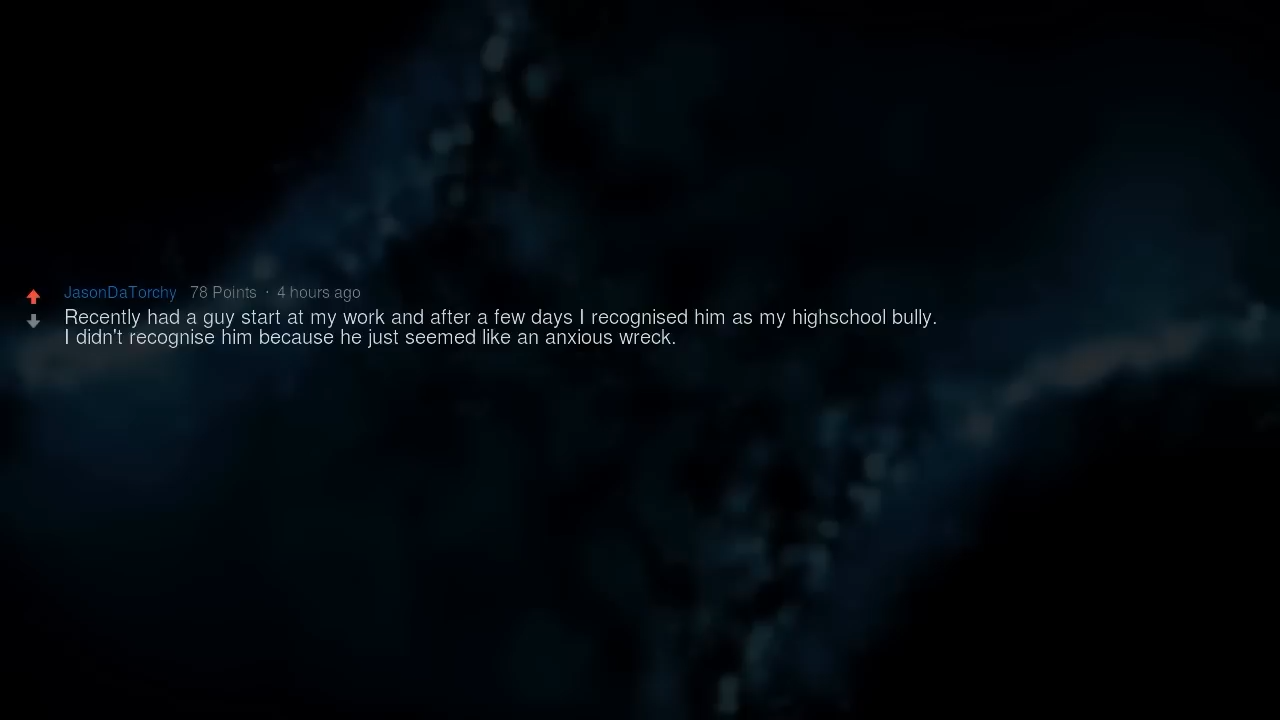 JasonDaTorchy 78 Points · 4 hours ago
Recently had a guy start at my work and after a few days I recognised him as my highschool bully.
I didn't recognise him because he just seemed like an anxious wreck.